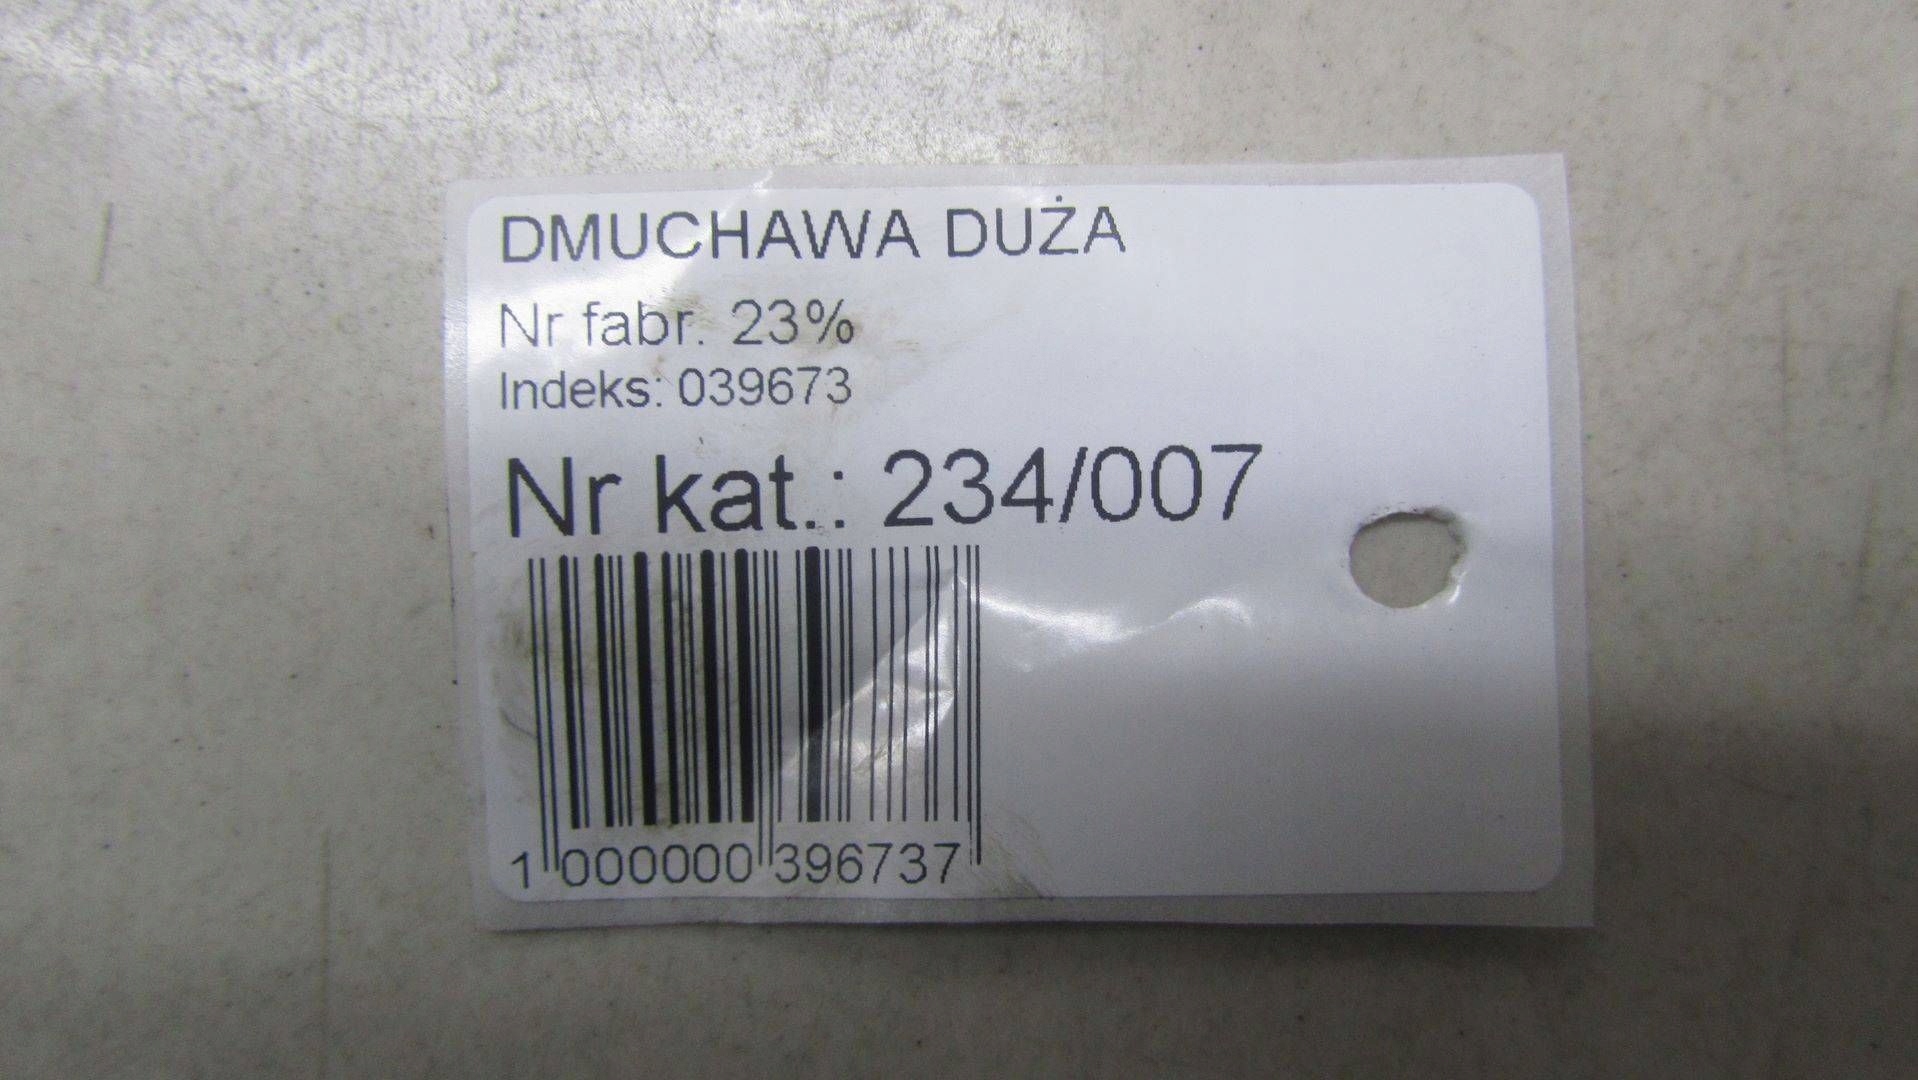 DMUCHAWA DUŻA
Nr fabr. 23%
Indeks: 039673
Nr kat.: 234/007
1 000000 396737